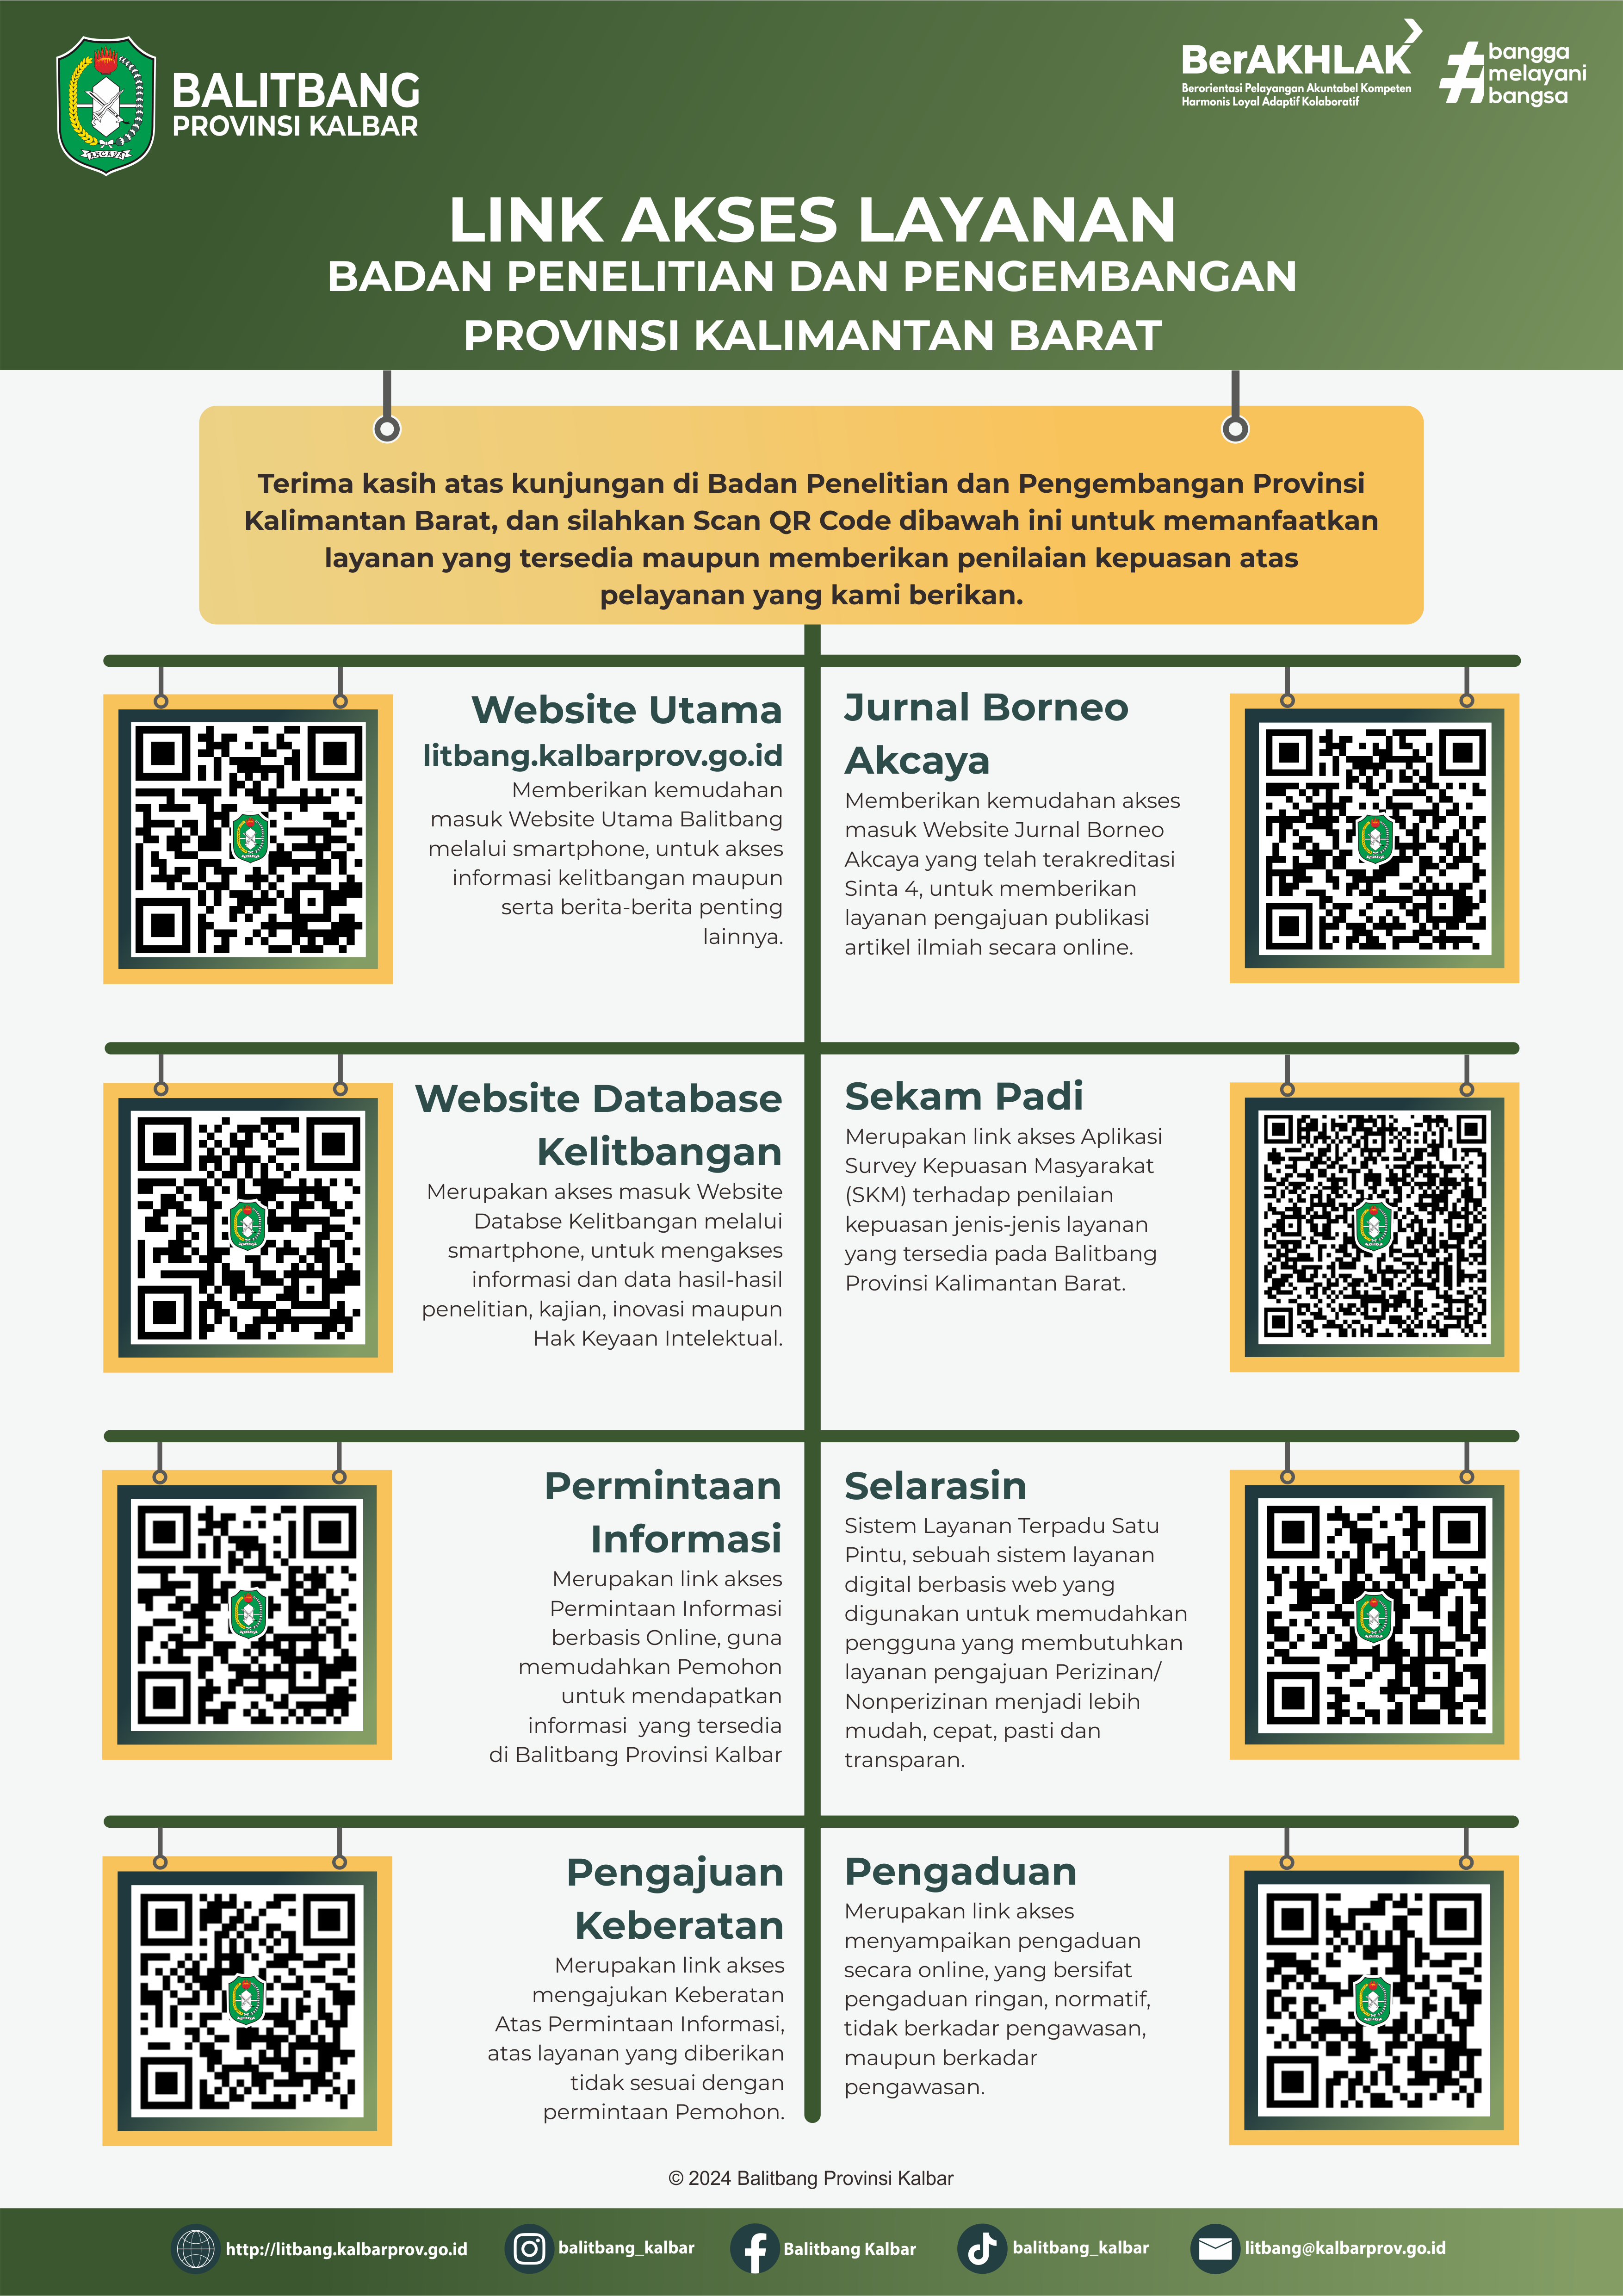 BALITBANG
PROVINSI KALBAR
BerAKHLAK
Berorientasi Pelayangan Akuntabel Kompeten
Harmonis Loyal Adaptif Kolaboratif
#bangga
melayani
bangsa
LINK AKSES LAYANAN
BADAN PENELITIAN DAN PENGEMBANGAN
PROVINSI KALIMANTAN BARAT
Terima kasih atas kunjungan di Badan Penelitian dan Pengembangan Provinsi
Kalimantan Barat, dan silahkan Scan QR Code dibawah ini untuk memanfaatkan
layanan yang tersedia maupun memberikan penilaian kepuasan atas
pelayanan yang kami berikan.
Website Utama
litbang.kalbarprov.go.id
Memberikan kemudahan
masuk Website Utama Balitbang
melalui smartphone, untuk akses
informasi kelitbangan maupun
serta berita-berita penting
lainnya.
Jurnal Borneo
Akcaya
Memberikan kemudahan akses
masuk Website Jurnal Borneo
Akcaya yang telah terakreditasi
Sinta 4, untuk memberikan
layanan pengajuan publikasi
artikel ilmiah secara online.
Website Database
Kelitbangan
Merupakan akses masuk Website
Databse Kelitbangan melalui
smartphone, untuk mengakses
informasi dan data hasil-hasil
penelitian, kajian, inovasi maupun
Hak Keyaan Intelektual.
Sekam Padi
Merupakan link akses Aplikasi
Survey Kepuasan Masyarakat
(SKM) terhadap penilaian
kepuasan jenis-jenis layanan
yang tersedia pada Balitbang
Provinsi Kalimantan Barat.
Permintaan
Informasi
Merupakan link akses
Permintaan Informasi
berbasis Online, guna
memudahkan Pemohon
untuk mendapatkan
informasi yang tersedia
di Balitbang Provinsi Kalbar
Selarasin
Sistem Layanan Terpadu Satu
Pintu, sebuah sistem layanan
digital berbasis web yang
digunakan untuk memudahkan
pengguna yang membutuhkan
layanan pengajuan Perizinan/
Nonperizinan menjadi lebih
mudah, cepat, pasti dan
transparan.
Pengajuan
Keberatan
Merupakan link akses
mengajukan Keberatan
Atas Permintaan Informasi,
atas layanan yang diberikan
tidak sesuai dengan
permintaan Pemohon.
Pengaduan
Merupakan link akses
menyampaikan pengaduan
secara online, yang bersifat
pengaduan ringan, normatif,
tidak berkadar pengawasan,
maupun berkadar
pengawasan.
© 2024 Balitbang Provinsi Kalbar
http://litbang.kalbarprov.go.id
balitbang_kalbar
Balitbang Kalbar
balitbang_kalbar
litbang@kalbarprov.go.id
AKCAYA